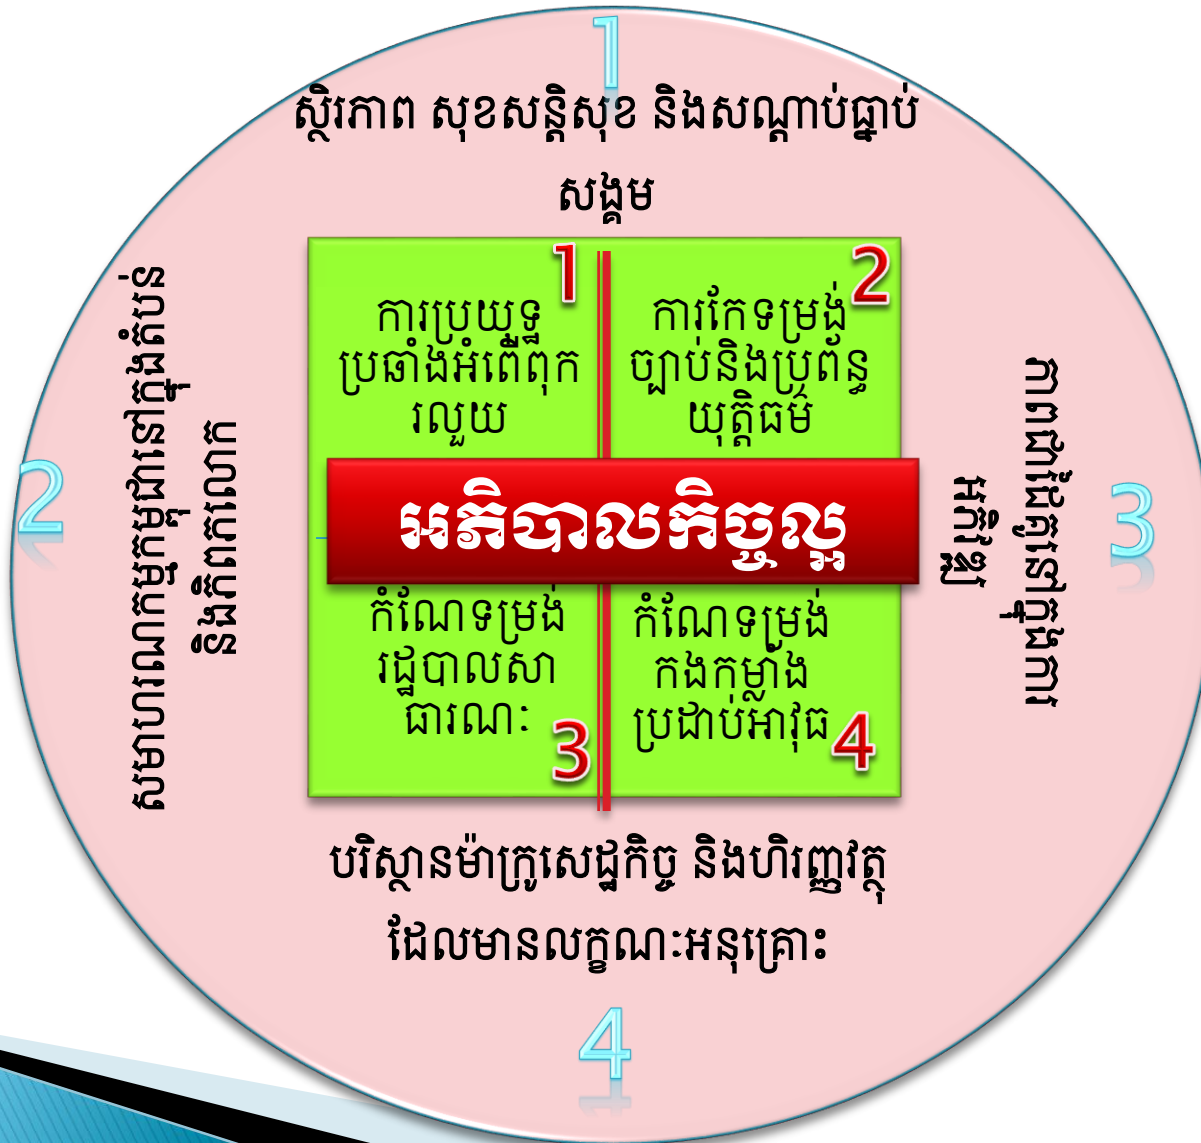 1
ស្ថិរភាព សុខសន្តិសុខ និងសណ្តាប់ធ្នាប់
សង្គម
2
សមាហរណកម្មកម្ពុជានៅក្នុងតំបន់
និងពិភពលោក
1
ការប្រយុទ្ឋ
ប្រឆាំងអំពើពុក
រលួយ
2
ការកែទម្រង់
ច្បាប់និងប្រព័ន្ធ
យុត្តិធម៌
អភិបាលកិច្ចល្អ
កំណែទម្រង់
រដ្ឋបាលសា
ធារណៈ
3
កំណែទម្រង់
កងកម្លាំង
ប្រដាប់អាវុធ
4
ភាពជាដៃគូនៅក្នុងការ
អភិវឌ្ឍ
3
បរិស្ថានម៉ាក្រូសេដ្ឋកិច្ច និងហិរញ្ញវត្ថុ
ដែលមានលក្ខណៈអនុគ្រោះ
4